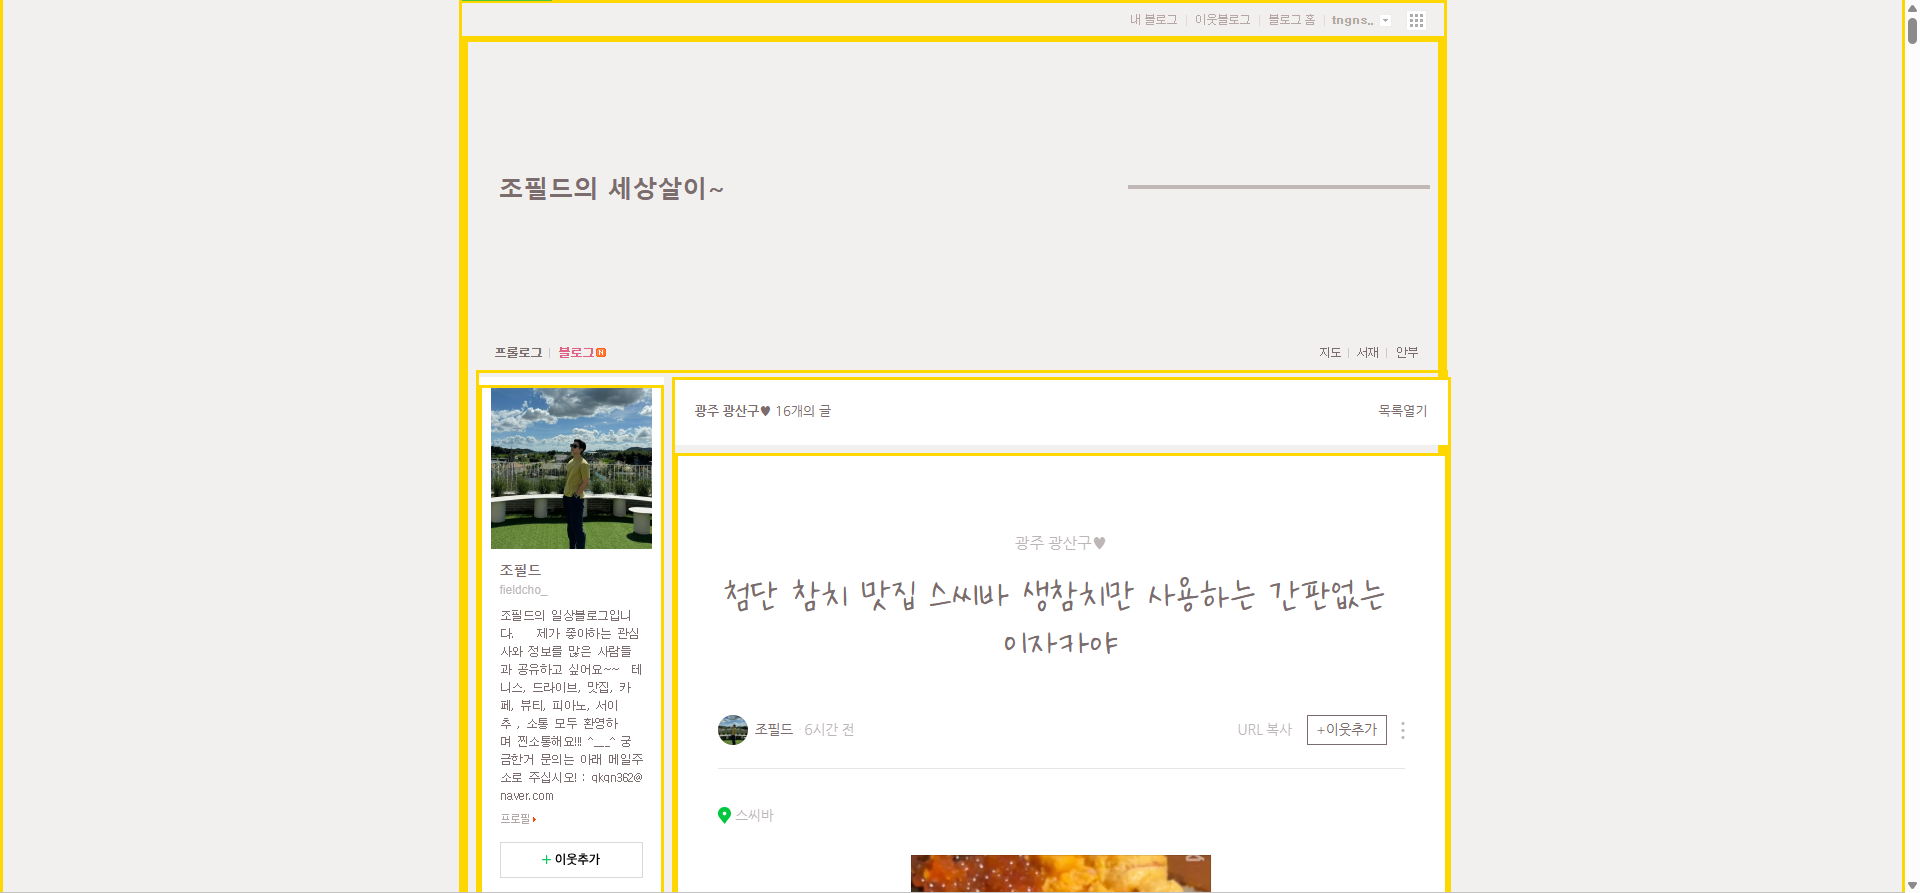 내 블로그 | 이웃블로그 | 블로그 홈 | tngns..
조필드의 세상살이~
프롤로그 | 블로그 N
지도 | 서재 | 안부
광주 광산구♥ 16개의 글
목록열기
조필드
fieldcho_
조필드의 일상블로그입니
다. 제가 좋아하는 관심
사와 정보를 많은 사람들
과 공유하고 싶어요~~ 테
니스, 드라이브, 맛집, 카
페, 뷰티, 피아노, 서이
추 , 소통 모두 환영하
며 찐소통해요!!! ^___^ 궁
금한거 문의는 아래 메일주
소로 주십시오! : qkqn362@
naver.com
프로필
+ 이웃추가
광주 광산구♥
첨단 참치 맛집 스씨바 생참치만 사용하는 간판없는
이자카야
조필드 · 6시간 전
URL 복사
+이웃추가
스씨바